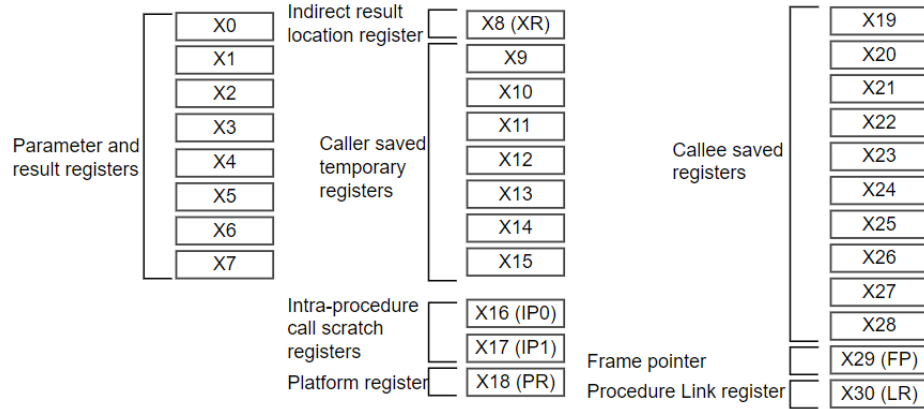 Parameter and
result registers
X0
X1
X2
X3
X4
X5
X6
X7
Indirect result
location register
X8 (XR)
Caller saved
temporary
registers
X9
X10
X11
X12
X13
X14
X15
Intra-procedure
call scratch
registers
X16 (IP0)
X17 (IP1)
Platform register
X18 (PR)
Callee saved
registers
X19
X20
X21
X22
X23
X24
X25
X26
X27
X28
Frame pointer
X29 (FP)
Procedure Link register
X30 (LR)